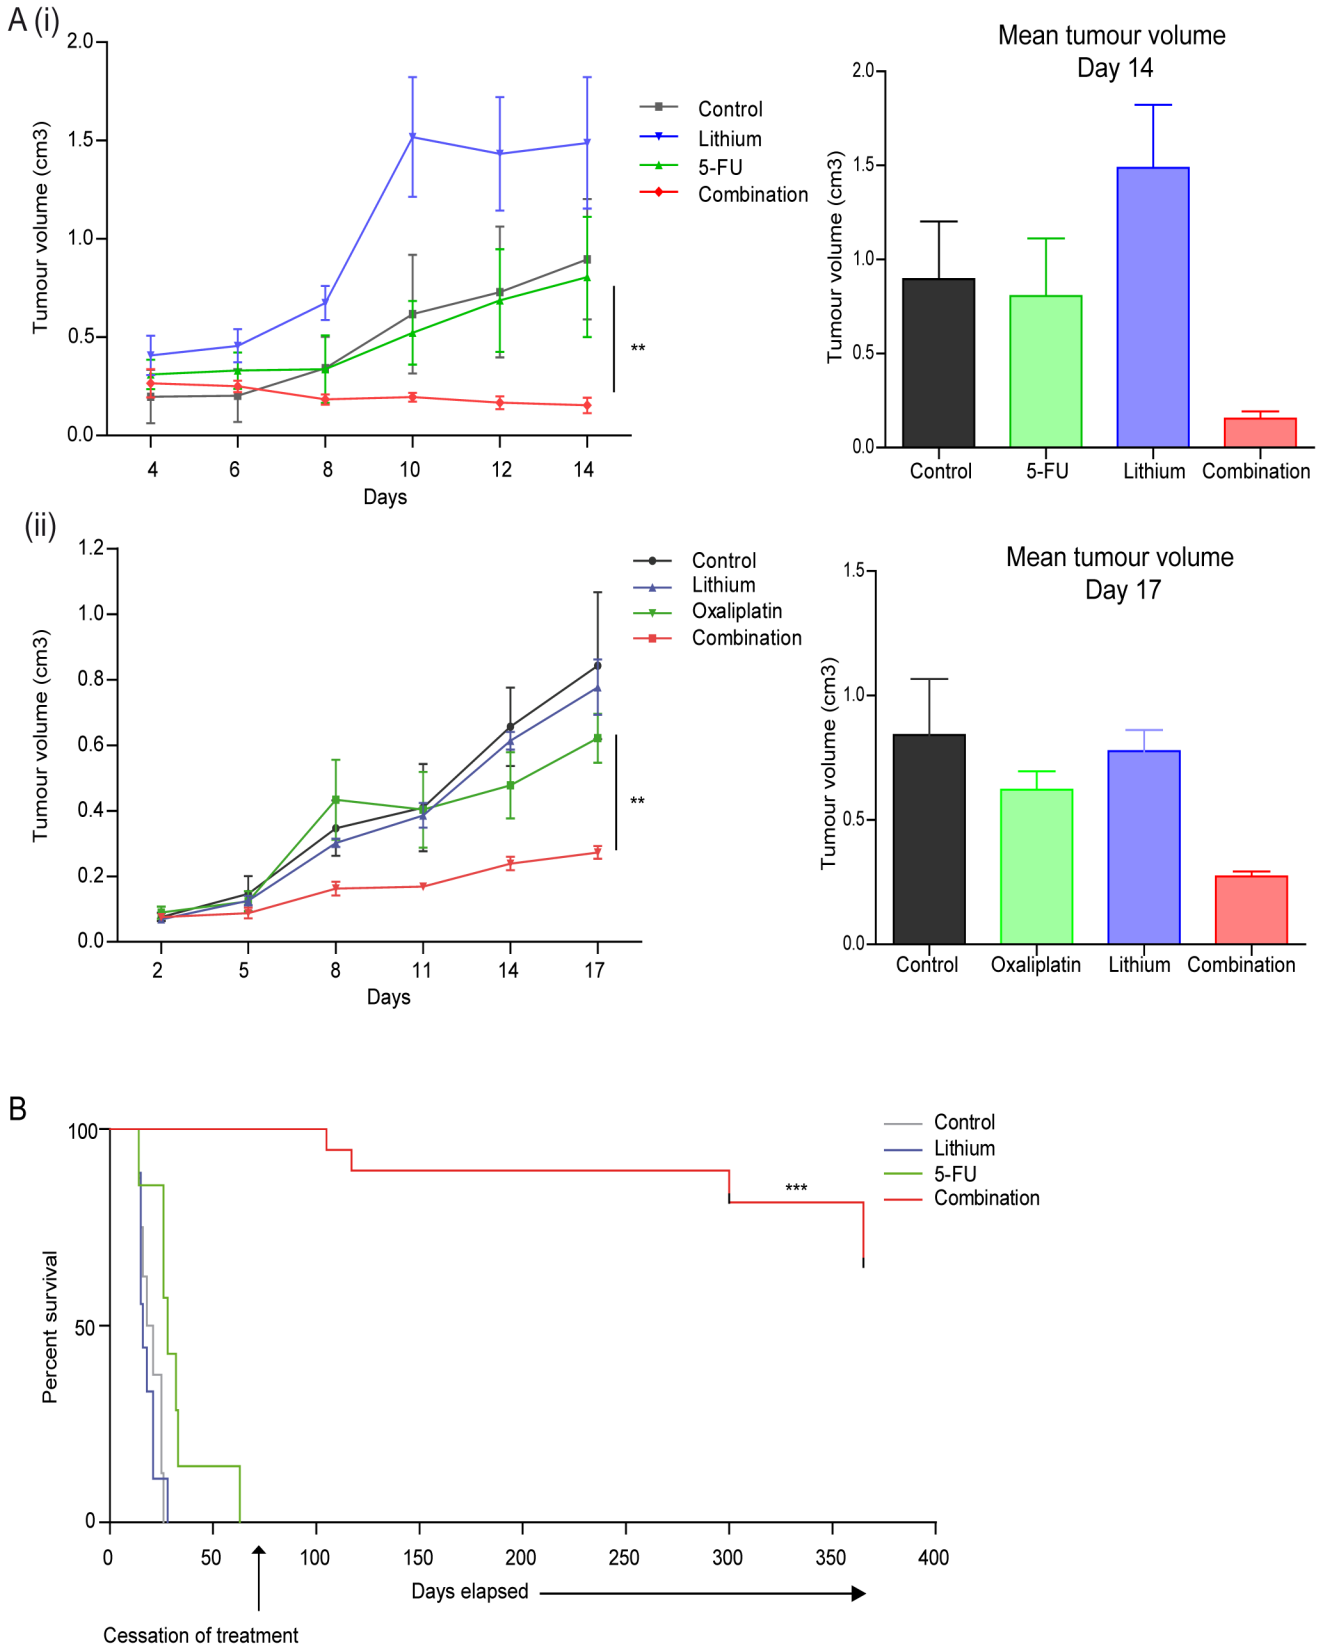 A (i)
2.0
1.5
1.0
0.5
0.0
Tumour volume (cm3)
4 6 8 10 12 14
Days
Control
Lithium
5-FU
Combination
**
Mean tumour volume
Day 14
2.0
1.5
1.0
0.5
0.0
Tumour volume (cm3)
Control 5-FU Lithium Combination
(ii)
1.2
1.0
0.8
0.6
0.4
0.2
0.0
Tumour volume (cm3)
2 5 8 11 14 17
Days
Control
Lithium
Oxaliplatin
Combination
**
Mean tumour volume
Day 17
1.5
1.0
0.5
0.0
Tumour volume (cm3)
Control Oxaliplatin Lithium Combination
B
100
50
0
Percent survival
0 50 100 150 200 250 300 350 400
Days elapsed
Cessation of treatment
***
Control
Lithium
5-FU
Combination